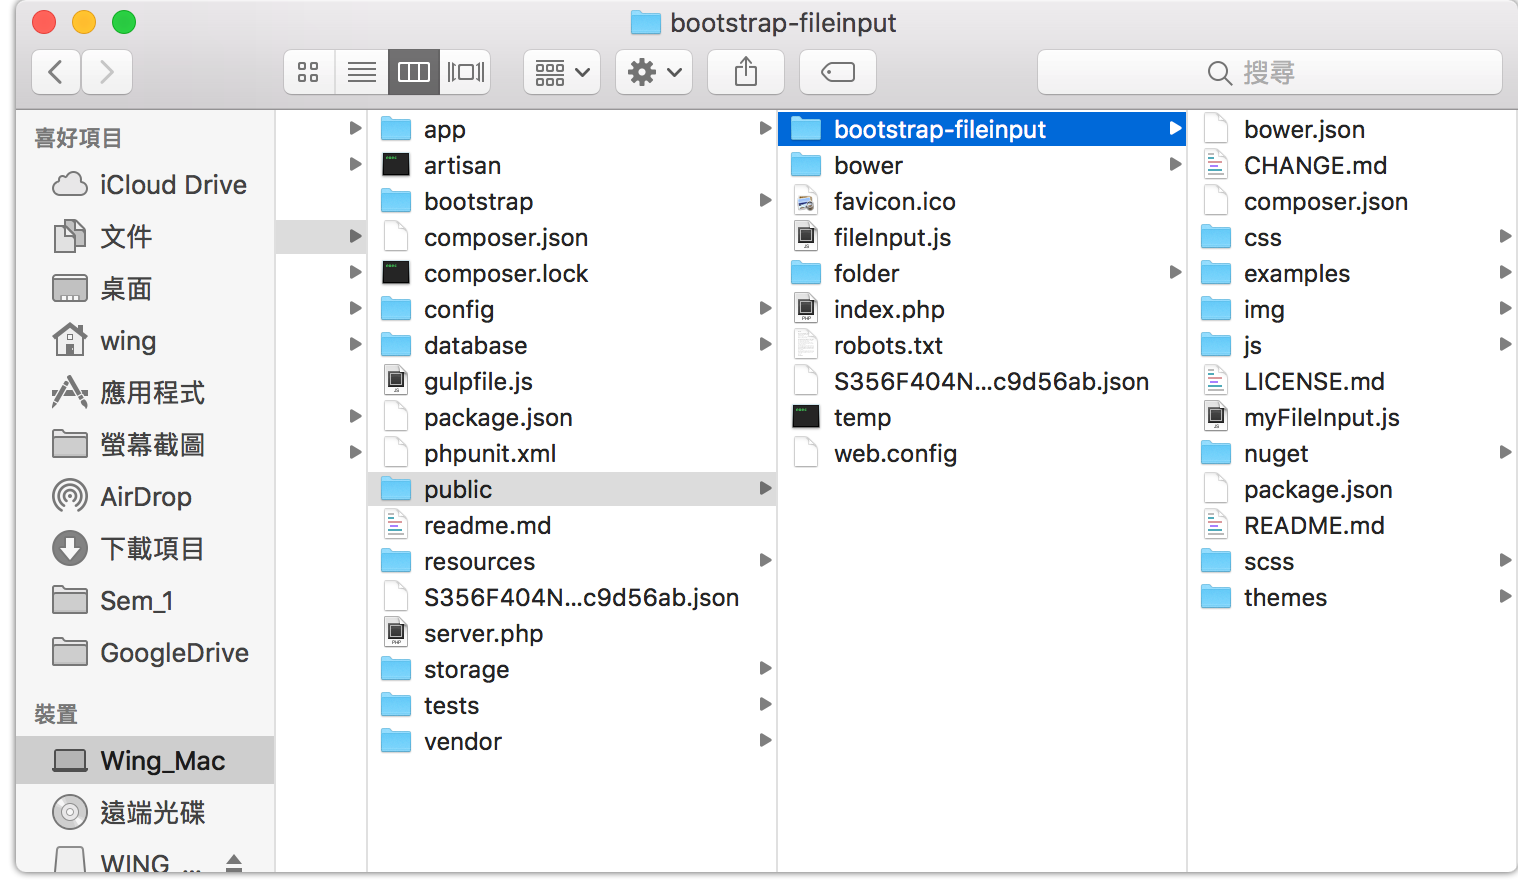 bootstrap-fileinput
搜尋
喜好項目
iCloud Drive
文件
桌面
wing
應用程式
螢幕截圖
AirDrop
下載項目
Sem_1
GoogleDrive
裝置
Wing_Mac
遠端光碟
WING_...
app
artisan
bootstrap
composer.json
composer.lock
config
database
gulpfile.js
package.json
phpunit.xml
public
readme.md
resources
S356F404N...c9d56ab.json
server.php
storage
tests
vendor
bootstrap-fileinput
bower
favicon.ico
fileInput.js
folder
index.php
robots.txt
S356F404N...c9d56ab.json
temp
web.config
bower.json
CHANGE.md
composer.json
css
examples
img
js
LICENSE.md
myFileInput.js
nuget
package.json
README.md
scss
themes